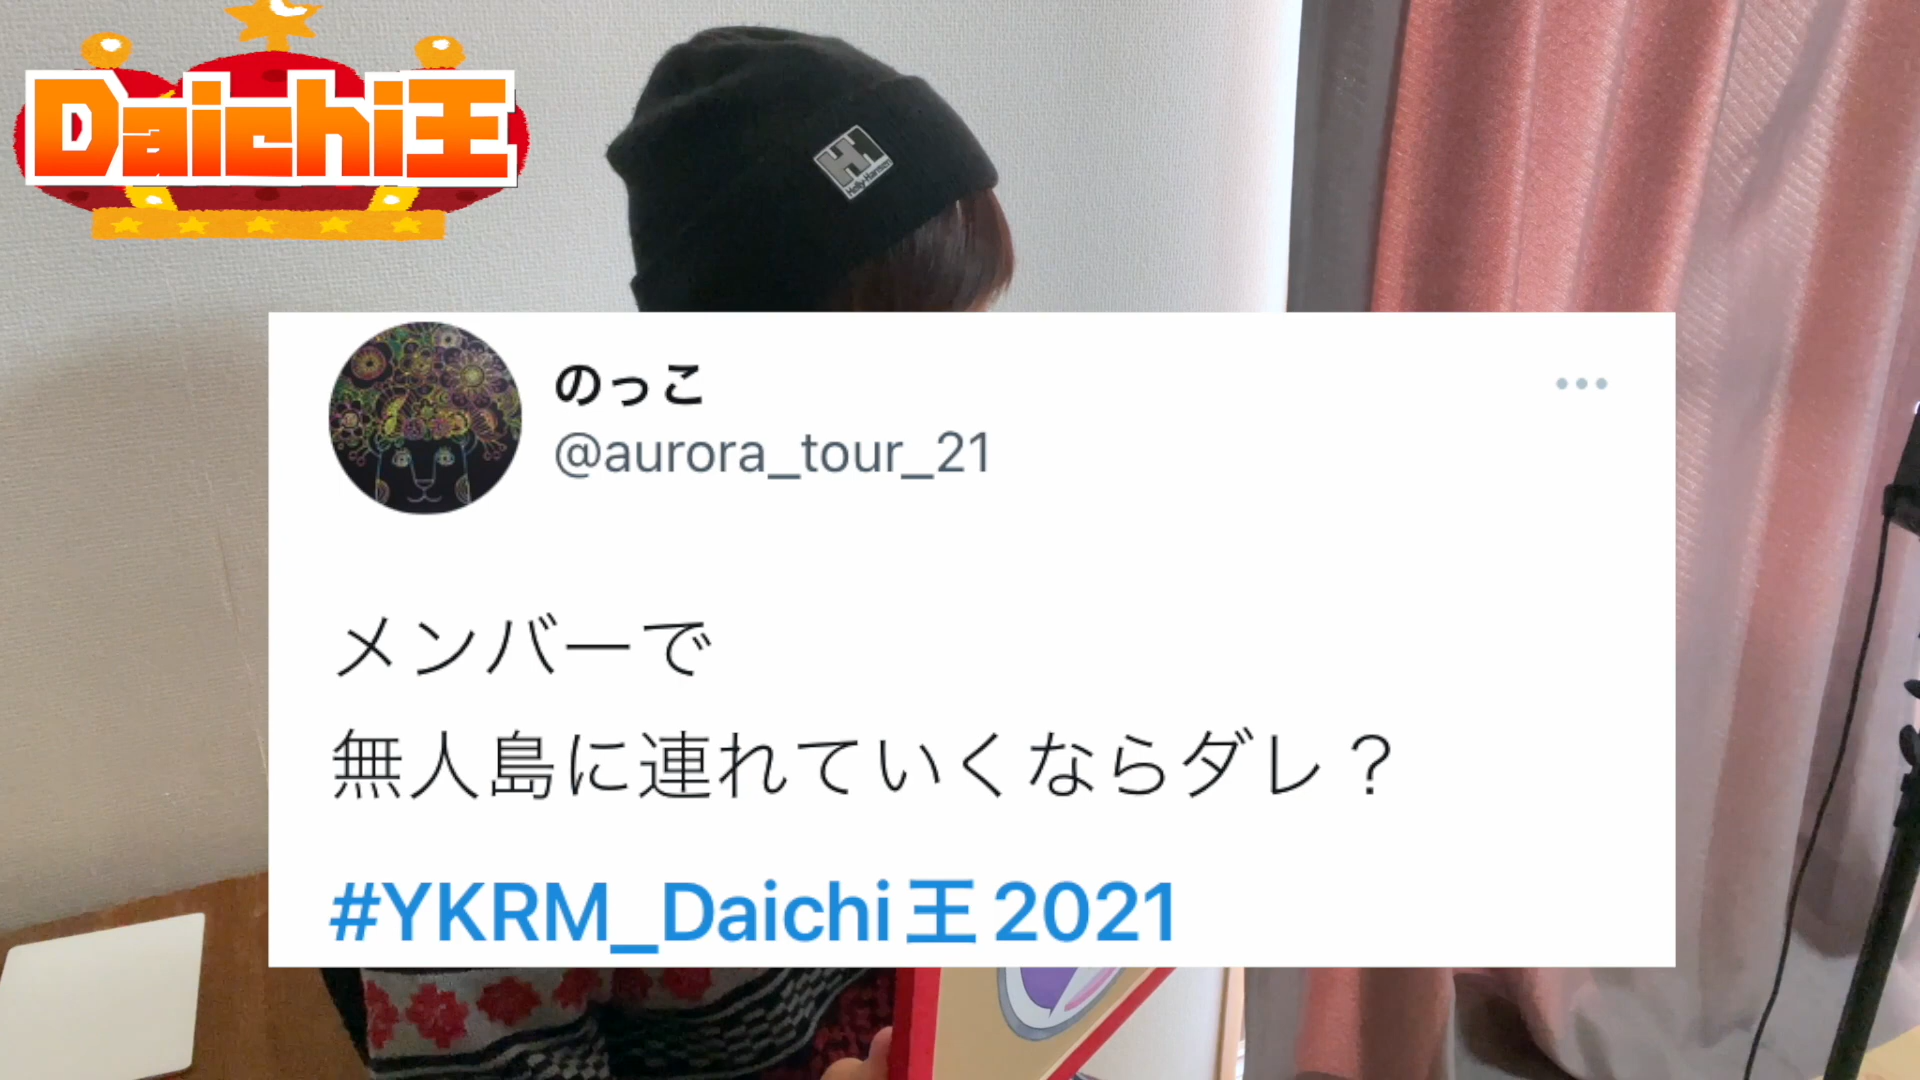 Daichi王
H
Helly-Hansen
のっこ
@aurora_tour_21
メンバーで
無人島に連れていくならダレ？
#YKRM_Daichi王2021